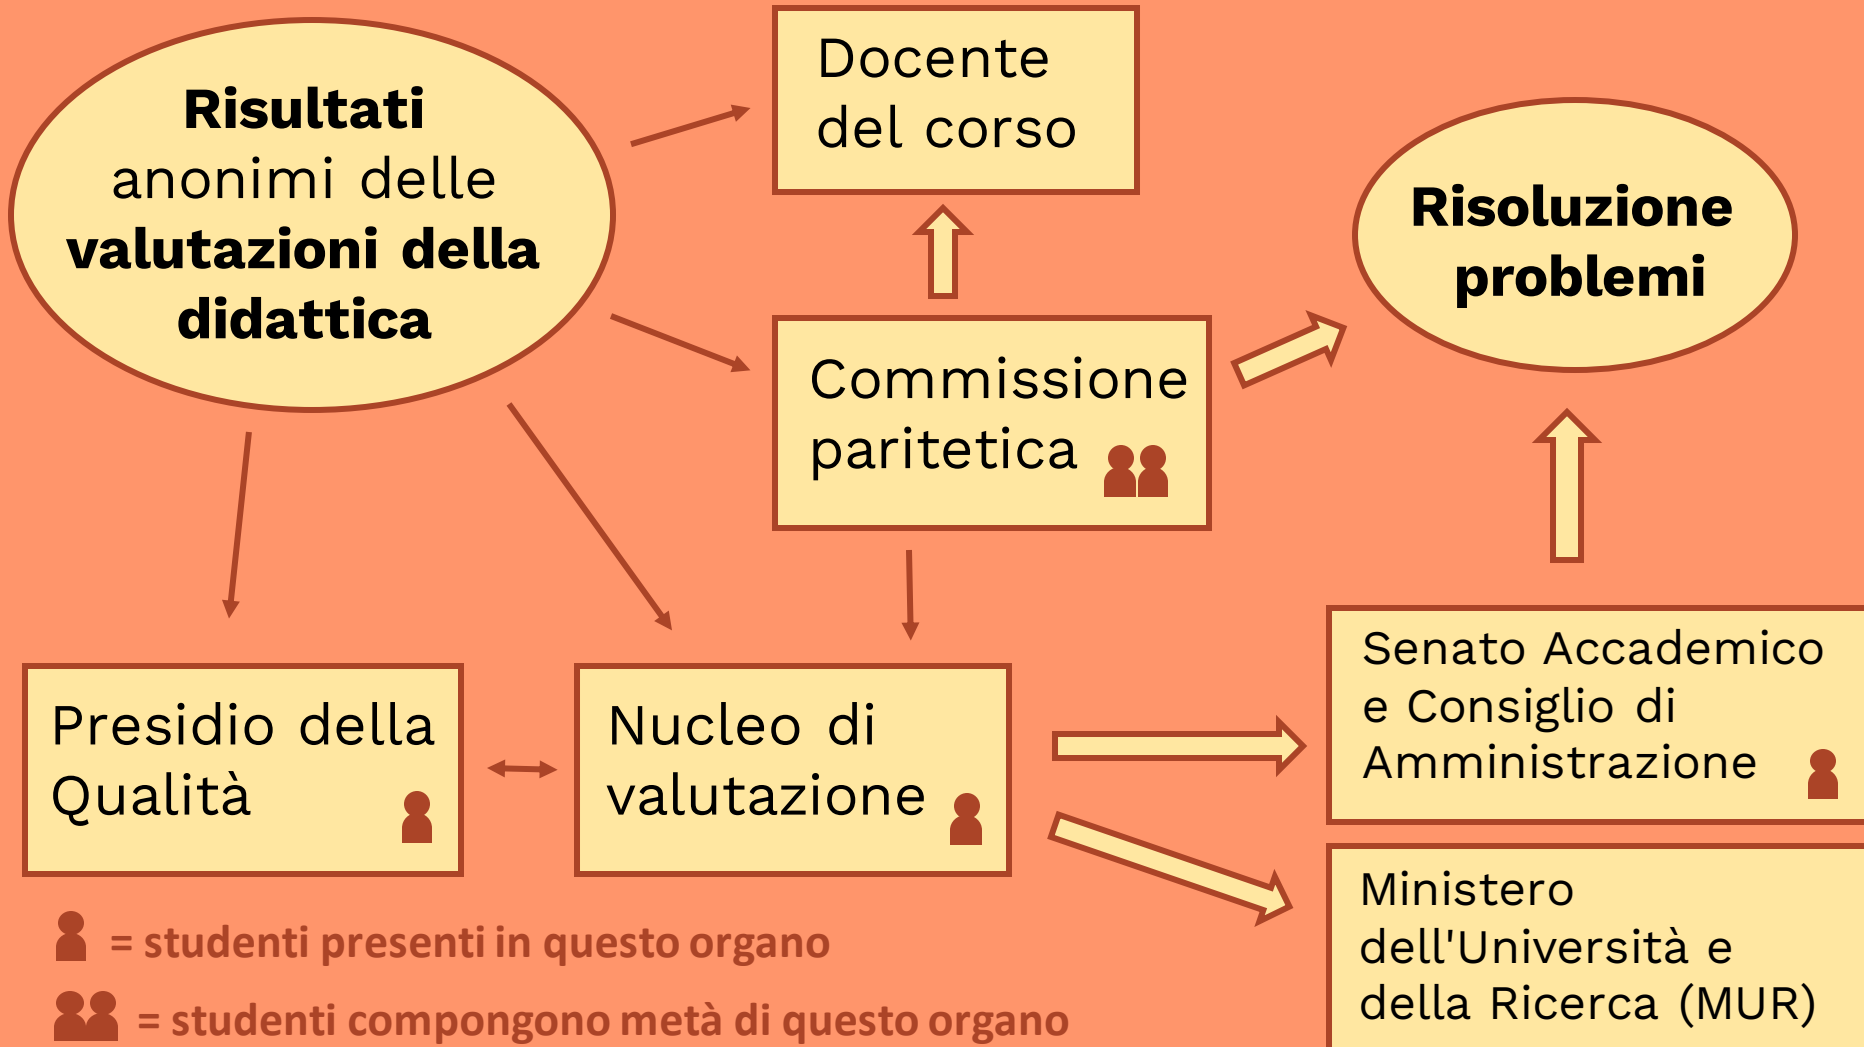 Risultati
anonimi delle
valutazioni della
didattica
Docente
del corso
Risoluzione
problemi
Commissione
paritetica
Presidio della
Qualità
Nucleo di
valutazione
Senato Accademico
e Consiglio di
Amministrazione
Ministero
dell'Università e
della Ricerca (MUR)
= studenti presenti in questo organo
= studenti compongono metà di questo organo